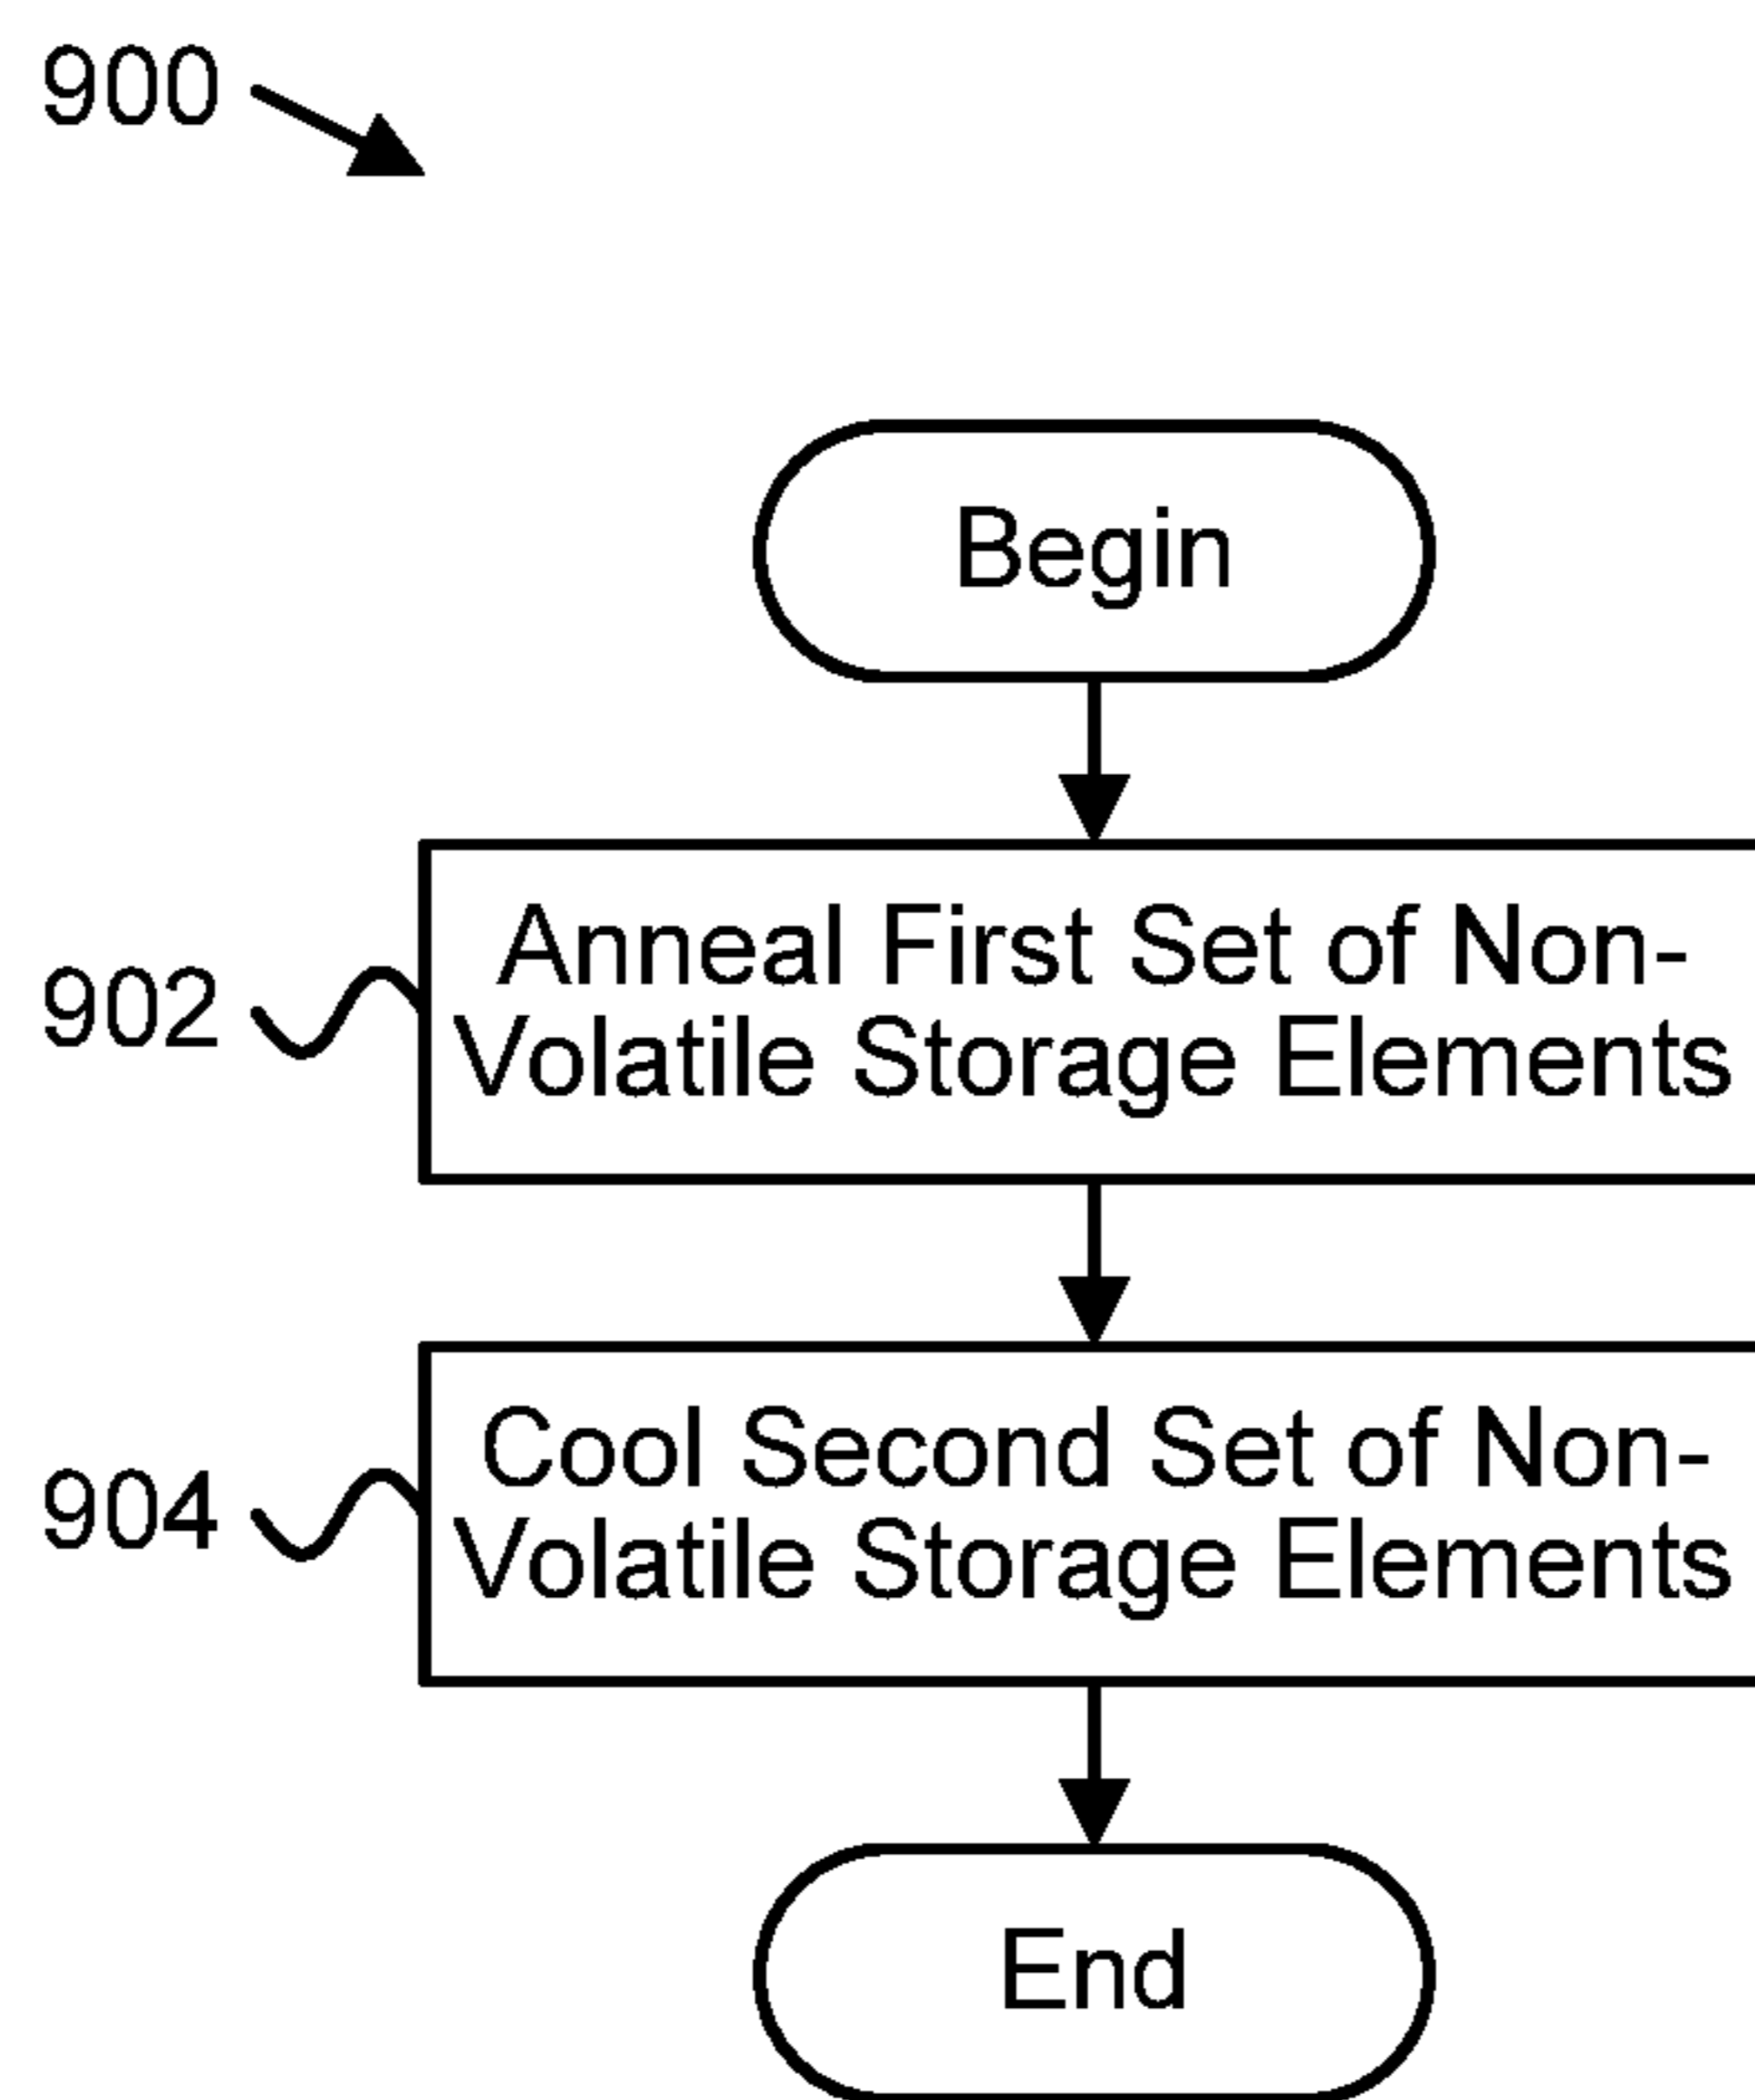 900
Begin
902
Anneal First Set of Non-
Volatile Storage Elements
904
Cool Second Set of Non-
Volatile Storage Elements
End